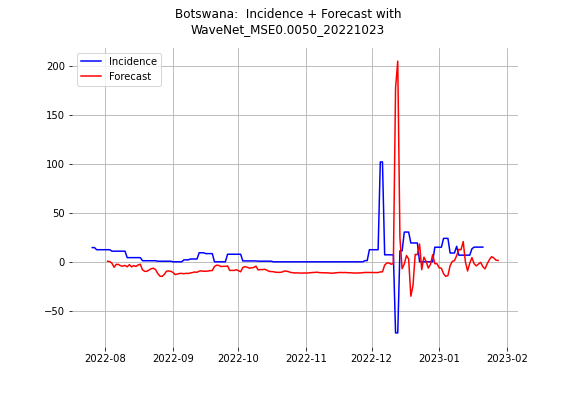 Botswana:  Incidence + Forecast with
WaveNet_MSE0.0050_20221023
Incidence
Forecast
200
150
100
50
0
−50
2022-08 2022-09 2022-10 2022-11 2022-12 2023-01 2023-02